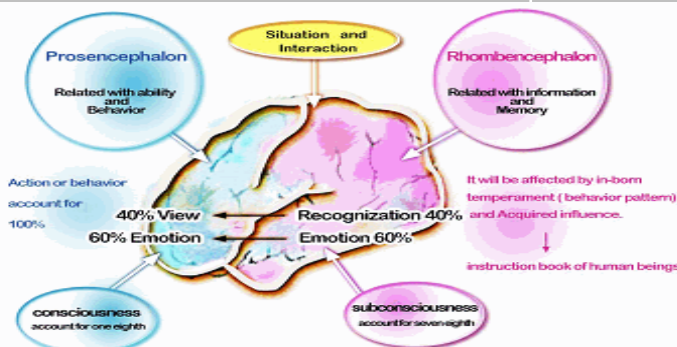 Situation and
Interaction
Prosencephalon
Related with ability
and
Behavior
Rhombencephalon
Related with information
and
Memory
Action or behavior
account for
100%
40% View
Recognization 40%
60% Emotion
Emotion 60%
It will be affected by in-born
temperament ( behavior pattern)
and Acquired influence.
instruction book of human beings
consciousness
account for one eighth
subconsciousness
account for seven eighth